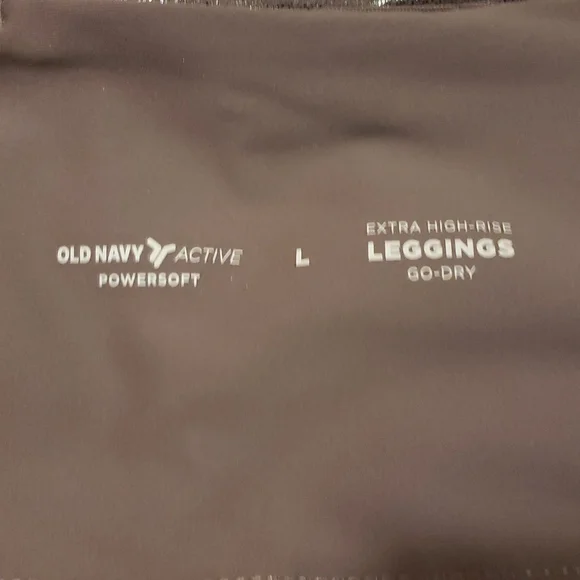 OLD NAVY ACTIVE
POWERSOFT
L
EXTRA HIGH-RISE
LEGGINGS
GO-DRY